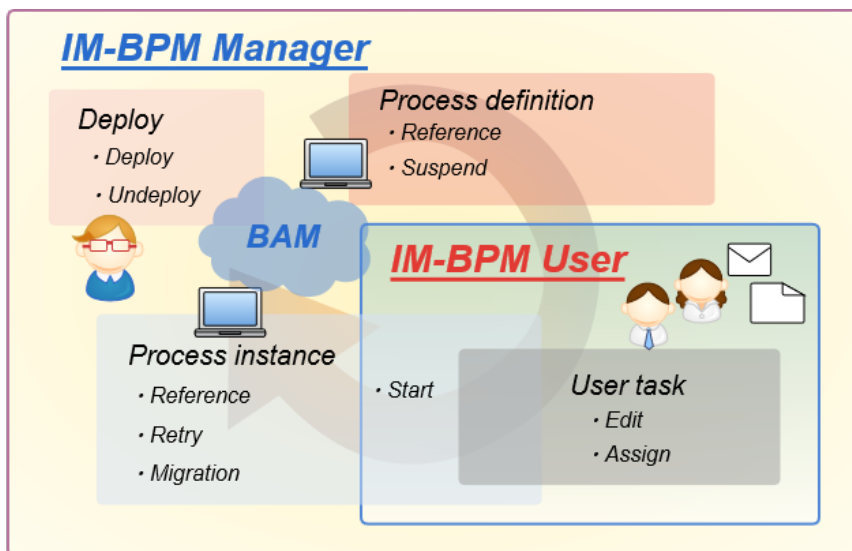 IM-BPM Manager
Deploy
・Deploy
・Undeploy
Process definition
・Reference
・Suspend
BAM
IM-BPM User
Process instance
・Reference
・Retry
・Migration
・Start
User task
・Edit
・Assign